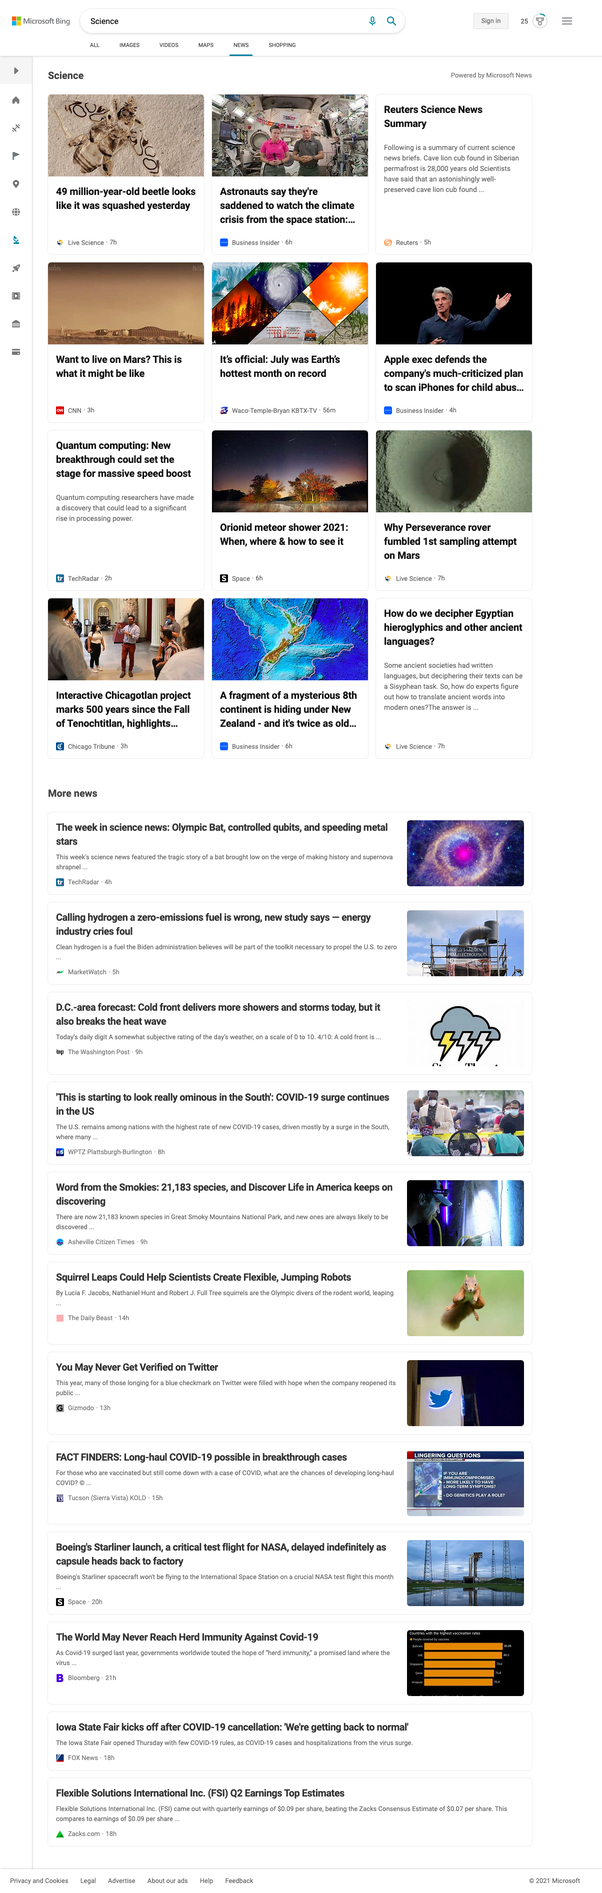 Microsoft Bing
Science
Sign in
25
ALL IMAGES VIDEOS MAPS NEWS SHOPPING
Science
Powered by Microsoft News
49 million-year-old beetle looks
like it was squashed yesterday
Live Science · 7h
Astronauts say they're
saddened to watch the climate
crisis from the space station:...
Business Insider · 6h
Reuters Science News
Summary
Following is a summary of current science
news briefs. Cave lion cub found in Siberian
permafrost is 28,000 years old Scientists
have said that an astonishingly well-
preserved cave lion cub found ...
Reuters · 5h
Want to live on Mars? This is
what it might be like
CNN · 3h
It's official: July was Earth's
hottest month on record
Waco-Temple-Bryan KBTX-TV · 56m
Apple exec defends the
company's much-criticized plan
to scan iPhones for child abus...
Business Insider · 4h
Quantum computing: New
breakthrough could set the
stage for massive speed boost
Quantum computing researchers have made
a discovery that could lead to a significant
rise in processing power.
TechRadar · 2h
Orionid meteor shower 2021:
When, where & how to see it
Space · 6h
Why Perseverance rover
fumbled 1st sampling attempt
on Mars
Live Science · 7h
Interactive Chicagotlan project
marks 500 years since the Fall
of Tenochtitlan, highlights...
Chicago Tribune · 3h
A fragment of a mysterious 8th
continent is hiding under New
Zealand - and it's twice as old...
Business Insider · 6h
How do we decipher Egyptian
hieroglyphics and other ancient
languages?
Some ancient societies had written
languages, but deciphering their texts can be
a Sisyphean task. So, how do experts figure
out how to translate ancient words into
modern ones?The answer is ...
Live Science · 7h
More news
The week in science news: Olympic Bat, controlled qubits, and speeding metal
stars
This week's science news featured the tragic story of a bat brought low on the verge of making history and supernova
shrapnel ...
TechRadar · 4h
Calling hydrogen a zero-emissions fuel is wrong, new study says — energy
industry cries foul
Clean hydrogen is a fuel the Biden administration believes will be part of the toolkit necessary to propel the U.S. to zero
...
MarketWatch · 5h
D.C.-area forecast: Cold front delivers more showers and storms today, but it
also breaks the heat wave
Today's daily digit A somewhat subjective rating of the day's weather, on a scale of 0 to 10. 4/10: A cold front is ...
The Washington Post · 9h
'This is starting to look really ominous in the South': COVID-19 surge continues
in the US
The U.S. remains among nations with the highest rate of new COVID-19 cases, driven mostly by a surge in the South,
where many ...
WPTZ Plattsburgh-Burlington · 8h
Word from the Smokies: 21,183 species, and Discover Life in America keeps on
discovering
There are now 21,183 known species in Great Smoky Mountains National Park, and new ones are always likely to be
discovered ...
Asheville Citizen Times · 9h
Squirrel Leaps Could Help Scientists Create Flexible, Jumping Robots
By Lucia F. Jacobs, Nathaniel Hunt and Robert J. Full Tree squirrels are the Olympic divers of the rodent world, leaping
...
The Daily Beast · 14h
You May Never Get Verified on Twitter
This year, many of those longing for a blue checkmark on Twitter were filled with hope when the company reopened its
public ...
Gizmodo · 13h
FACT FINDERS: Long-haul COVID-19 possible in breakthrough cases
For those who are vaccinated but still come down with a case of COVID, what are the chances of developing long-haul
COVID? © ...
Tucson (Sierra Vista) KOLD · 15h
LINGERING QUESTIONS
IF YOU ARE
IMMUNOCOMPROMISED:
- MORE LIKELY TO HAVE
LONG-TERM SYMPTOMS?
- DO GENETICS PLAY A ROLE?
Boeing's Starliner launch, a critical test flight for NASA, delayed indefinitely as
capsule heads back to factory
Boeing's Starliner spacecraft won't be flying to the International Space Station on a crucial NASA test flight this month
...
Space · 20h
The World May Never Reach Herd Immunity Against Covid-19
As Covid-19 surged last year, governments worldwide touted the hope of "herd immunity," a promised land where the
virus ...
Bloomberg · 21h
Countries with the highest vaccination rates
Iowa State Fair kicks off after COVID-19 cancellation: 'We're getting back to normal'
The Iowa State Fair opened Thursday with few COVID-19 rules, as COVID-19 cases and hospitalizations from the virus surge.
FOX News · 18h
Flexible Solutions International Inc. (FSI) Q2 Earnings Top Estimates
Flexible Solutions International Inc. (FSI) came out with quarterly earnings of $0.09 per share, beating the Zacks Consensus Estimate of $0.07 per share. This
compares to earnings of $0.09 per share ...
Zacks.com · 18h
Privacy and Cookies Legal Advertise About our ads Help Feedback
© 2021 Microsoft